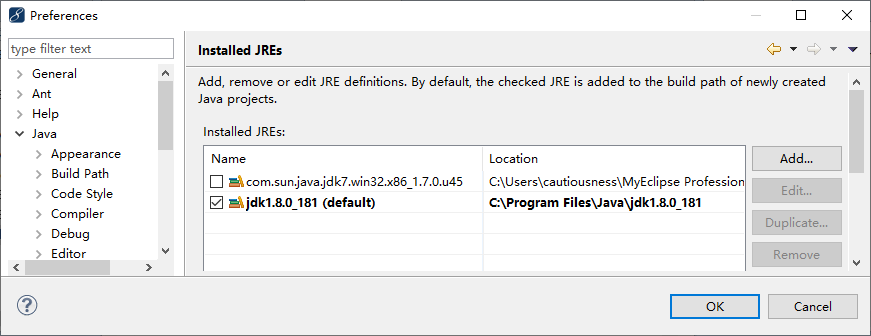 Preferences
type filter text
General
Ant
Help
Java
Appearance
Build Path
Code Style
Compiler
Debug
Editor
Installed JREs
Add, remove or edit JRE definitions. By default, the checked JRE is added to the build path of newly created
Java projects.
Installed JREs:
Name Location
com.sun.java.jdk7.win32.x86_1.7.0.u45 C:\Users\cautiousness\MyEclipse Profession
jdk1.8.0_181 (default) C:\Program Files\Java\jdk1.8.0_181
Add...
Edit...
Duplicate...
Remove
?
OK Cancel